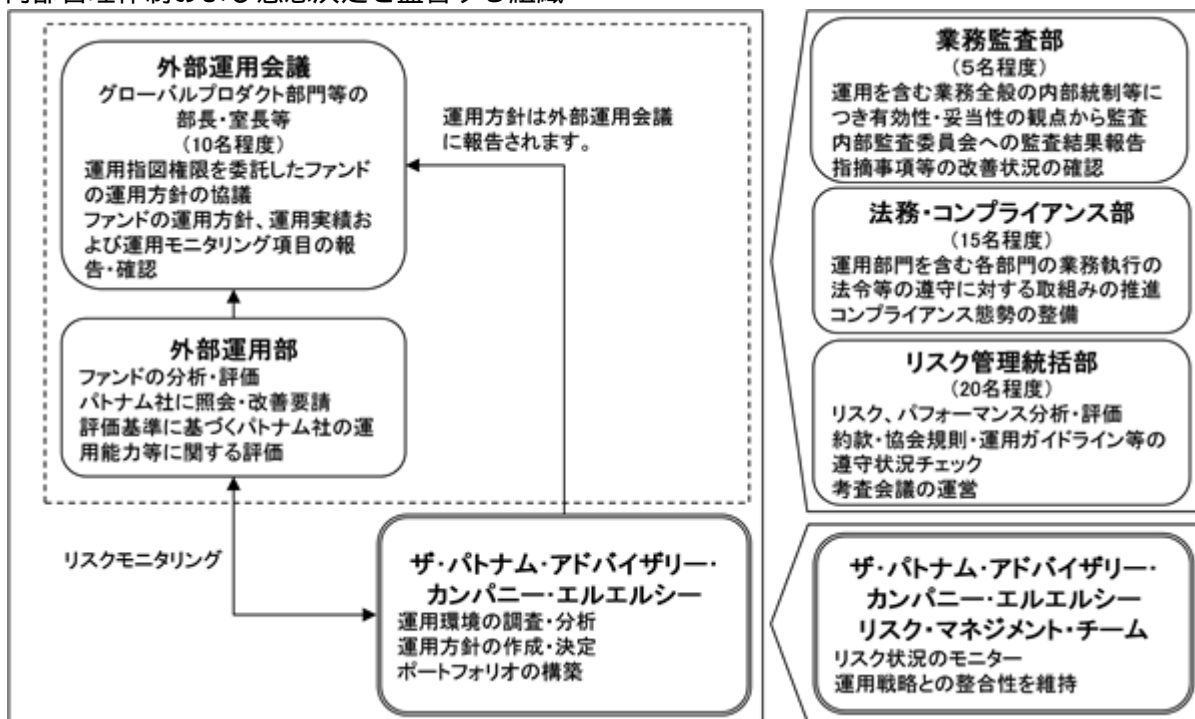 内部管理体制および意思決定を監督する組織
外部運用会議
グローバルプロダクト部門等の
部長・室長等
（10名程度）
運用指図権限を委託したファンド
の運用方針の協議
ファンドの運用方針、運用実績お
よび運用モニタリング項目の報
告・確認
運用方針は外部運用会議
に報告されます。
外部運用部
ファンドの分析・評価
パトナム社に照会・改善要請
評価基準に基づくパトナム社の運
用能力等に関する評価
リスクモニタリング
ザ・パトナム・アドバイザリー・
カンパニー・エルエルシー
運用環境の調査・分析
運用方針の作成・決定
ポートフォリオの構築
業務監査部
（5名程度）
運用を含む業務全般の内部統制等に
つき有効性・妥当性の観点から監査
内部監査委員会への監査結果報告
指摘事項等の改善状況の確認
法務・コンプライアンス部
（15名程度）
運用部門を含む各部門の業務執行の
法令等の遵守に対する取組みの推進
コンプライアンス態勢の整備
リスク管理統括部
（20名程度）
リスク、パフォーマンス分析・評価
約款・協会規則・運用ガイドライン等の
遵守状況チェック
考査会議の運営
ザ・パトナム・アドバイザリー・
カンパニー・エルエルシー
リスク・マネジメント・チーム
リスク状況のモニター
運用戦略との整合性を維持